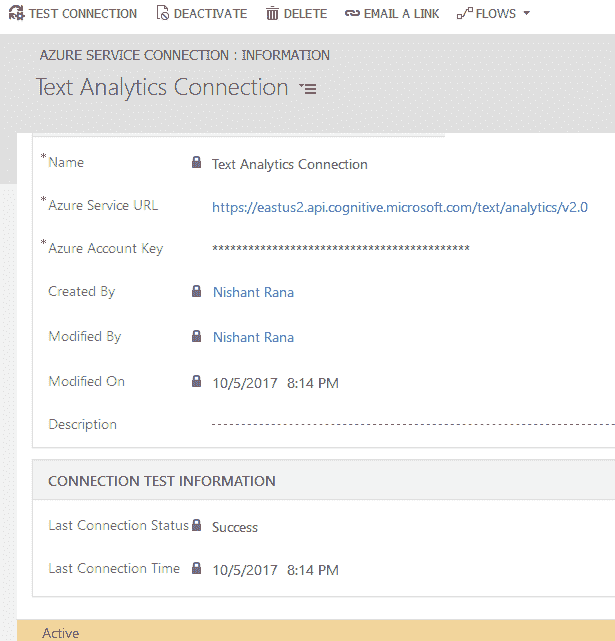 TEST CONNECTION DEACTIVATE DELETE EMAIL A LINK FLOWS
AZURE SERVICE CONNECTION : INFORMATION
Text Analytics Connection
*Name Text Analytics Connection
*Azure Service URL https://eastus2.api.cognitive.microsoft.com/text/analytics/v2.0
*Azure Account Key *******************************************
Created By Nishant Rana
Modified By Nishant Rana
Modified On 10/5/2017 8:14 PM
Description --------------------------------------------------------------
CONNECTION TEST INFORMATION
Last Connection Status Success
Last Connection Time 10/5/2017 8:14 PM
Active